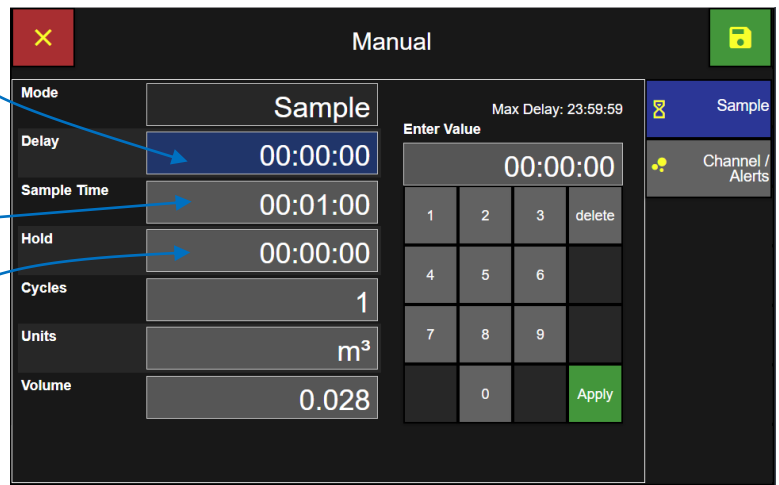 Manual
Mode
Sample
Delay
00:00:00
Sample Time
00:01:00
Hold
00:00:00
Cycles
1
Units
m³
Volume
0.028
Max Delay: 23:59:59
Enter Value
00:00:00
1 2 3 delete
4 5 6
7 8 9
0 Apply
Sample
Channel /
Alerts